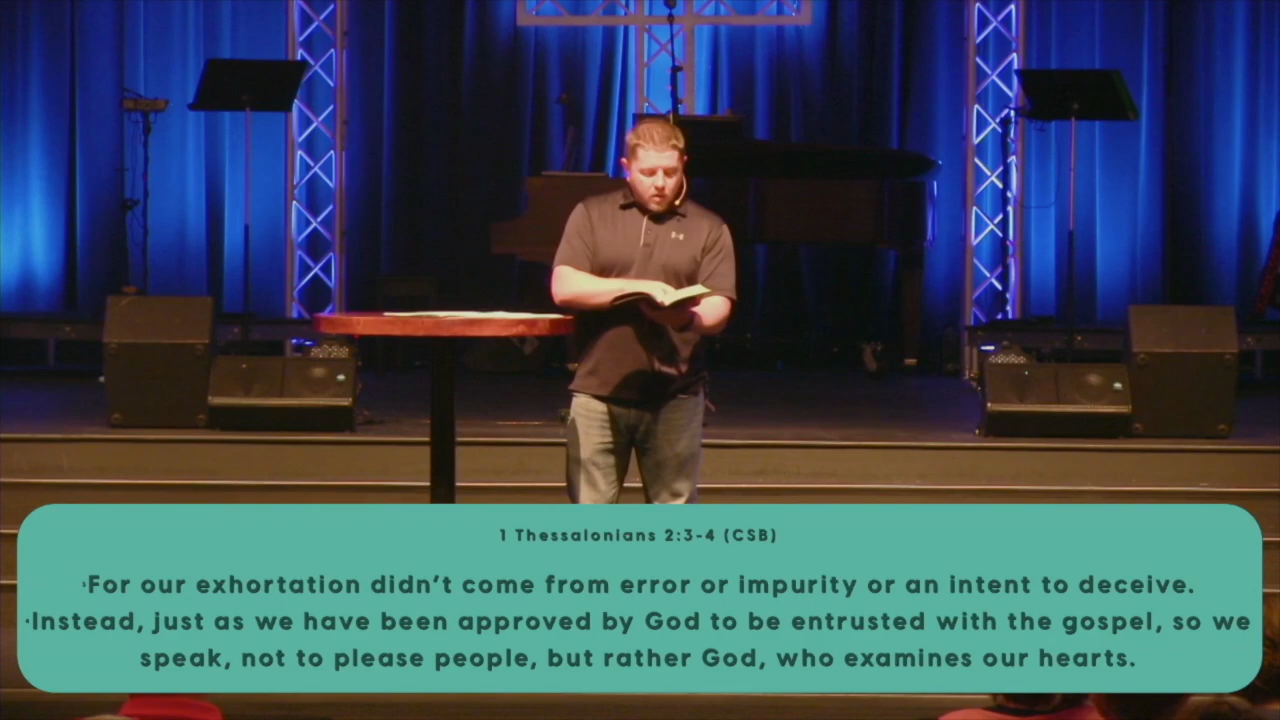 1 Thessalonians 2:3-4 (CSB)
³For our exhortation didn’t come from error or impurity or an intent to deceive.
⁴Instead, just as we have been approved by God to be entrusted with the gospel, so we
speak, not to please people, but rather God, who examines our hearts.